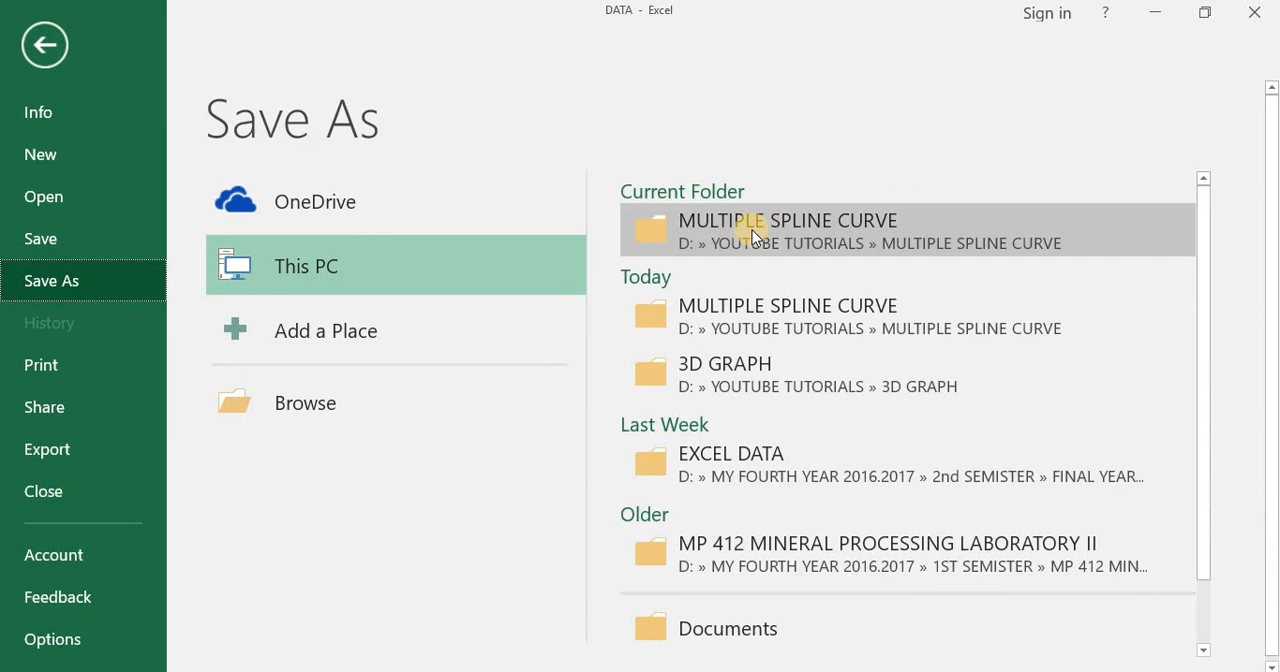 DATA - Excel
Sign in
?
Info
New
Open
Save
Save As
History
Print
Share
Export
Close
Account
Feedback
Options
Save As
OneDrive
This PC
Add a Place
Browse
Current Folder
MULTIPLE SPLINE CURVE
D: » YOUTUBE TUTORIALS » MULTIPLE SPLINE CURVE
Today
MULTIPLE SPLINE CURVE
D: » YOUTUBE TUTORIALS » MULTIPLE SPLINE CURVE
3D GRAPH
D: » YOUTUBE TUTORIALS » 3D GRAPH
Last Week
EXCEL DATA
D: » MY FOURTH YEAR 2016.2017 » 2nd SEMISTER » FINAL YEAR...
Older
MP 412 MINERAL PROCESSING LABORATORY II
D: » MY FOURTH YEAR 2016.2017 » 1ST SEMISTER » MP 412 MIN...
Documents